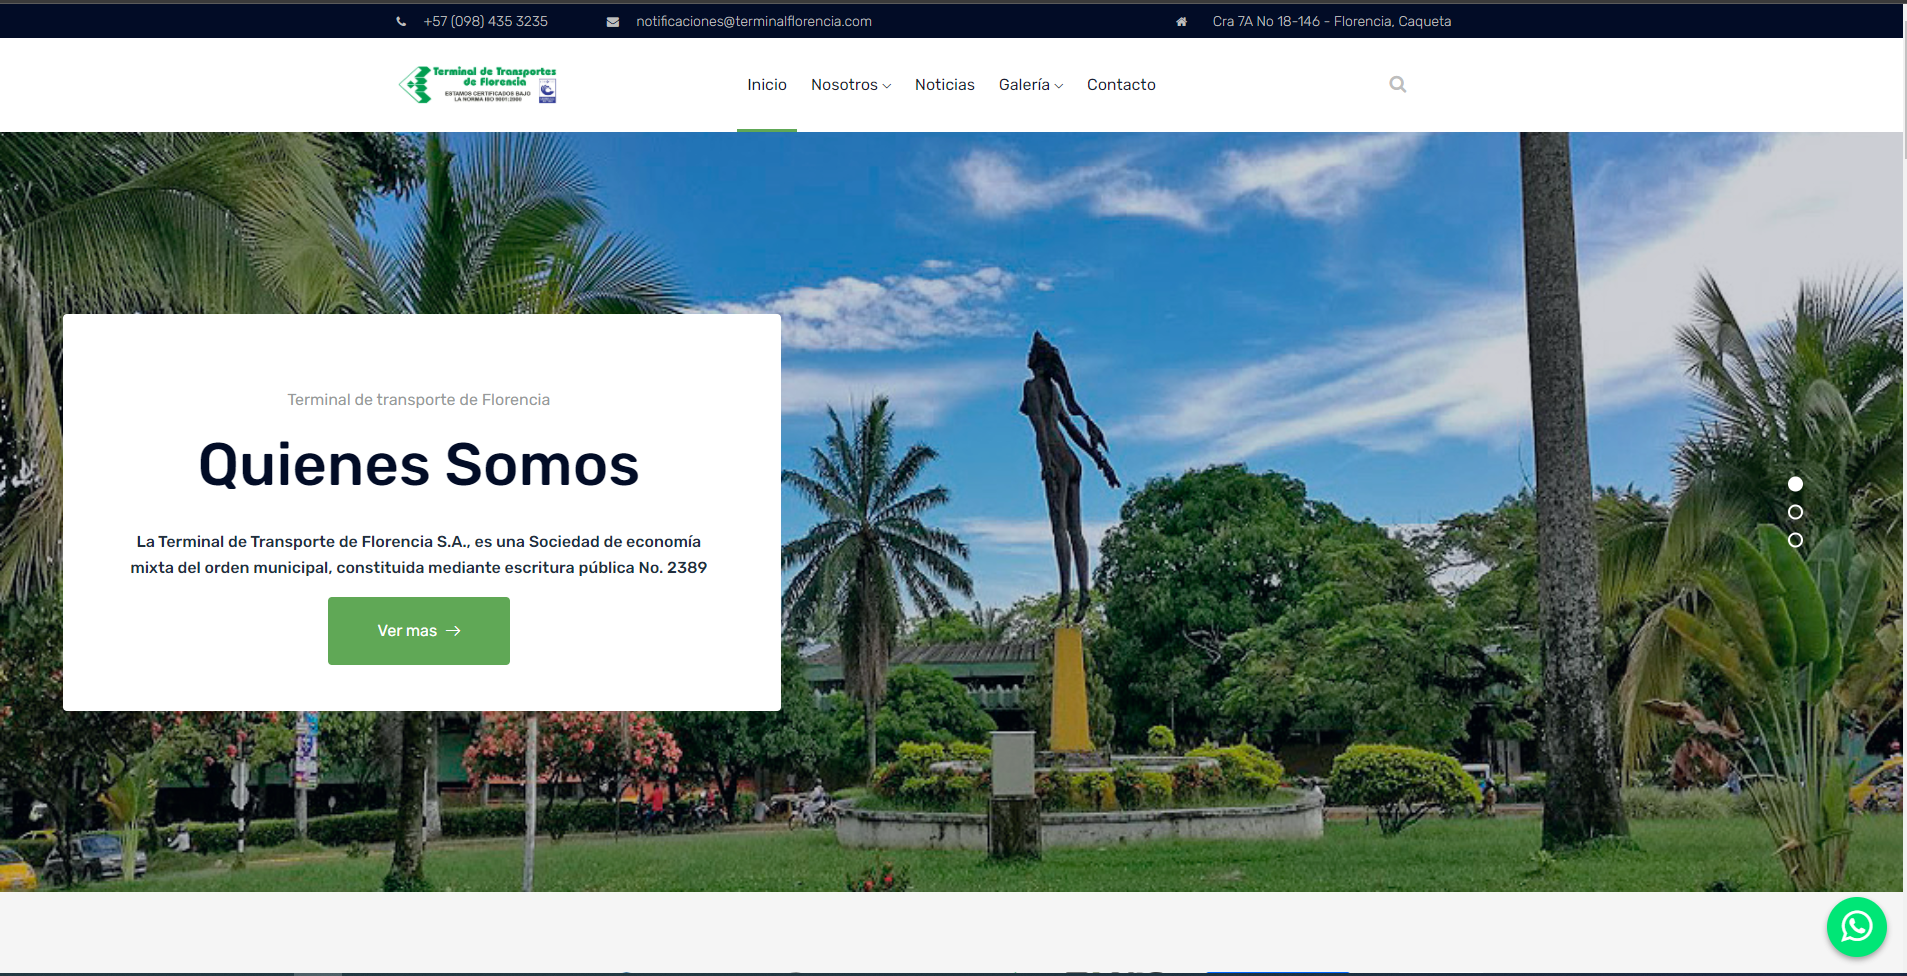 +57 (098) 435 3235
notificaciones@terminalflorencia.com
Cra 7A No 18-146 - Florencia, Caqueta
Terminal de Transportes
de Florencia
ESTAMOS CERTIFICADOS BAJO
LA NORMA ISO 9001:2000
Inicio
Nosotros
Noticias
Galería
Contacto
Terminal de transporte de Florencia
Quienes Somos
La Terminal de Transporte de Florencia S.A., es una Sociedad de economía
mixta del orden municipal, constituida mediante escritura pública No. 2389
Ver mas